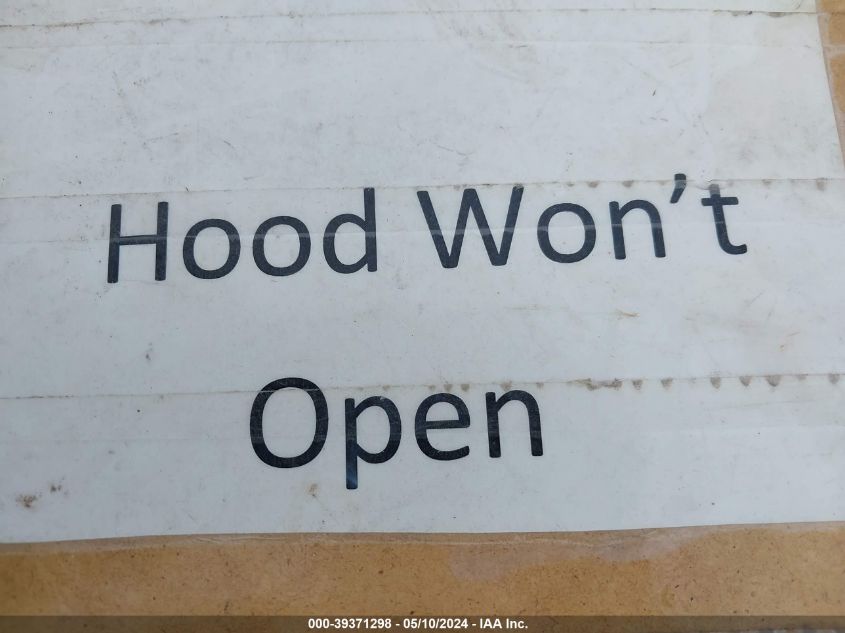 Hood Won’t
Open
000-39371298 - 05/10/2024 - IAA Inc.